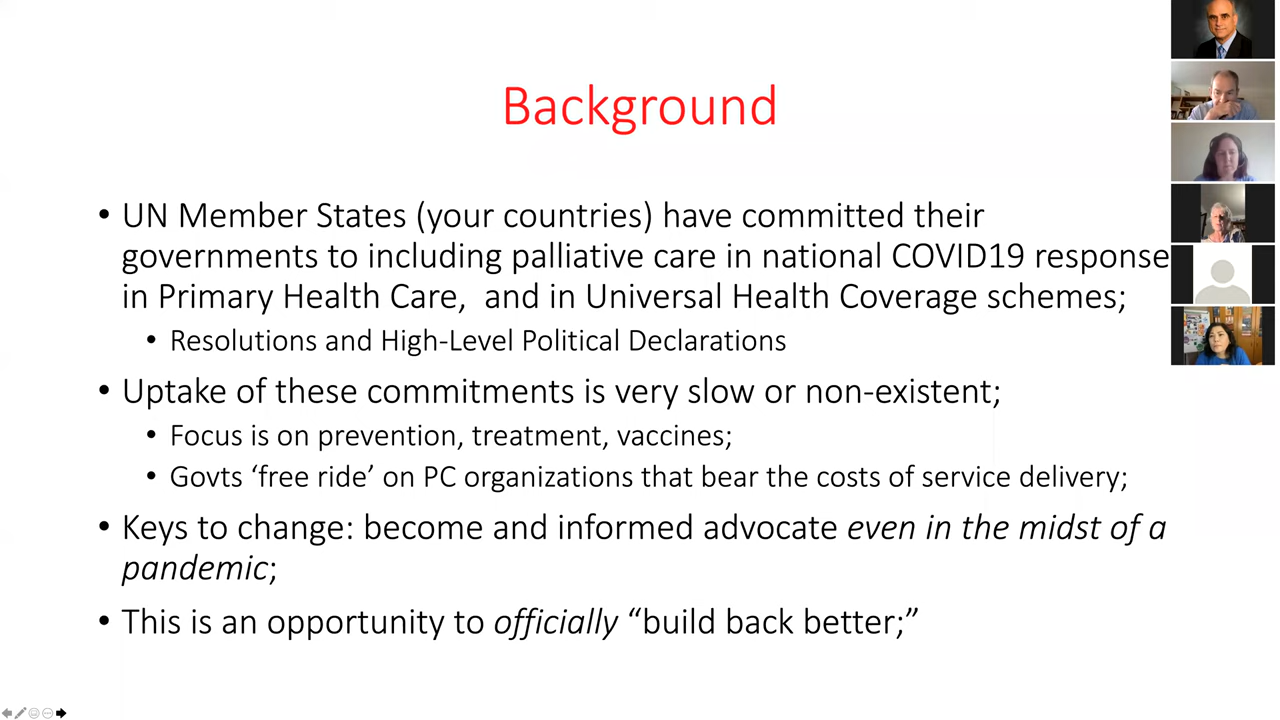 Background
• UN Member States (your countries) have committed their
governments to including palliative care in national COVID19 response
in Primary Health Care, and in Universal Health Coverage schemes;
• Resolutions and High-Level Political Declarations
• Uptake of these commitments is very slow or non-existent;
• Focus is on prevention, treatment, vaccines;
• Govts ‘free ride’ on PC organizations that bear the costs of service delivery;
• Keys to change: become and informed advocate even in the midst of a
pandemic;
• This is an opportunity to officially “build back better;”